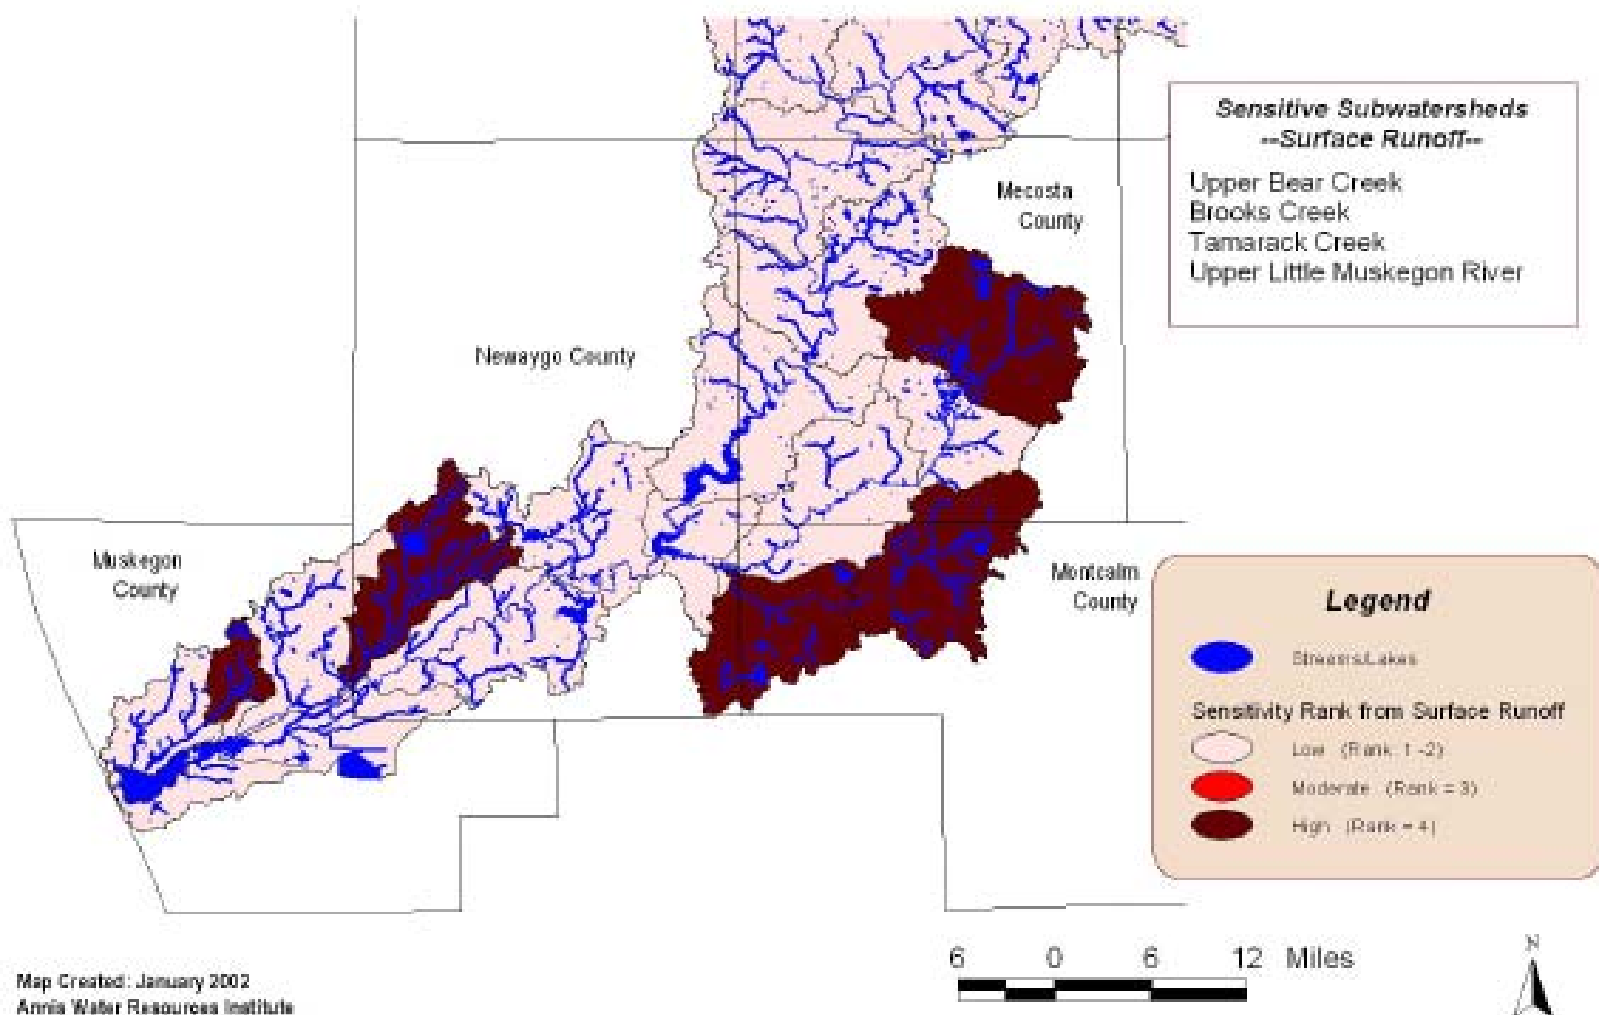 Sensitive Subwatersheds
--Surface Runoff--
Upper Bear Creek
Brooks Creek
Tamarack Creek
Upper Little Muskegon River
Mecosta
County
Newaygo County
Muskegon
County
Montcalm
County
Legend
Streams/Lakes
Sensitivity Rank from Surface Runoff
Low (Rank 1 -2)
Moderate (Rank = 3)
High (Rank = 4)
6 0 6 12 Miles
N
Map Created: January 2002
Annis Water Resources Institute